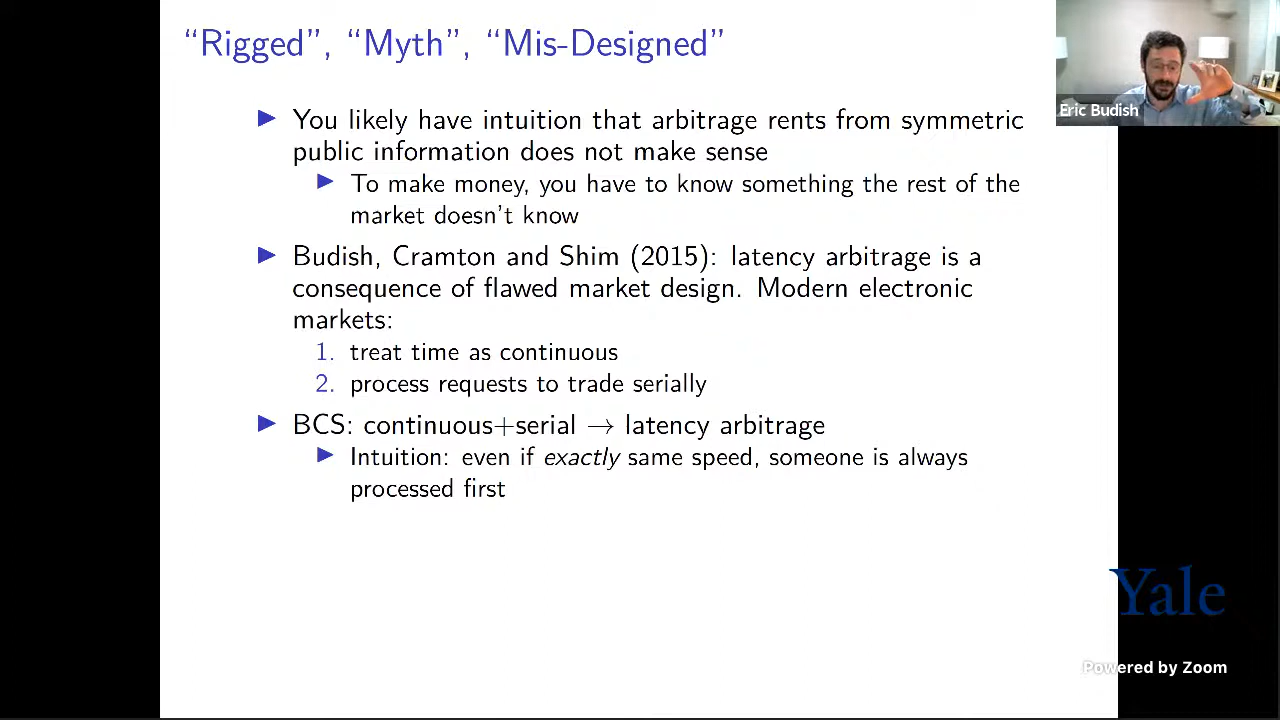 “Rigged”, “Myth”, “Mis-Designed”
Eric Budish
▶ You likely have intuition that arbitrage rents from symmetric
public information does not make sense
▶ To make money, you have to know something the rest of the
market doesn't know
▶ Budish, Cramton and Shim (2015): latency arbitrage is a
consequence of flawed market design. Modern electronic
markets:
1. treat time as continuous
2. process requests to trade serially
▶ BCS: continuous+serial → latency arbitrage
▶ Intuition: even if exactly same speed, someone is always
processed first
Yale
Powered by Zoom